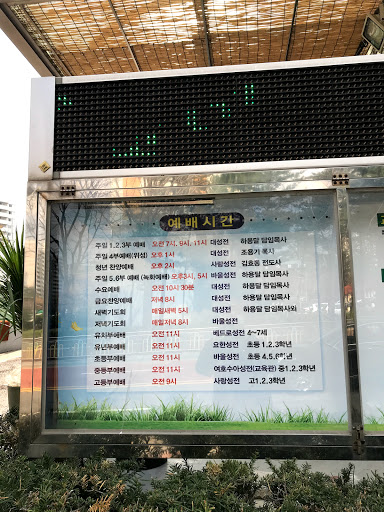 예배시간
주일 1.2.3부 예배 오전 7시, 9시, 11시 대성전 하용달 담임목사
주일 4부예배(위성) 오후 1시 대성전 조용기 목사
청년 찬양예배 오후 2시 사랑성전 김효동 전도사
주일 5.6부 예배 (녹화예배) 오후3시, 5시 바울성전 하용달 담임목사
수요예배 오전 10시 30분 대성전 하용달 담임목사
금요찬양예배 저녁 8시 대성전 하용달 담임목사
새벽기도회 매일새벽 5시 대성전 하용달 담임목사외
저녁기도회 매일저녁 8시 바울성전
유치부예배 오전 11시 베드로성전 4~7세
유년부예배 오전 11시 요한성전 초등 1.2.3학년
초등부예배 오전 11시 바울성전 초등 4.5.6학년
중등부예배 오전 11시 여호수아성전(교육관) 중1.2.3학년
고등부예배 오전 9시 사랑성전 고1.2.3학년